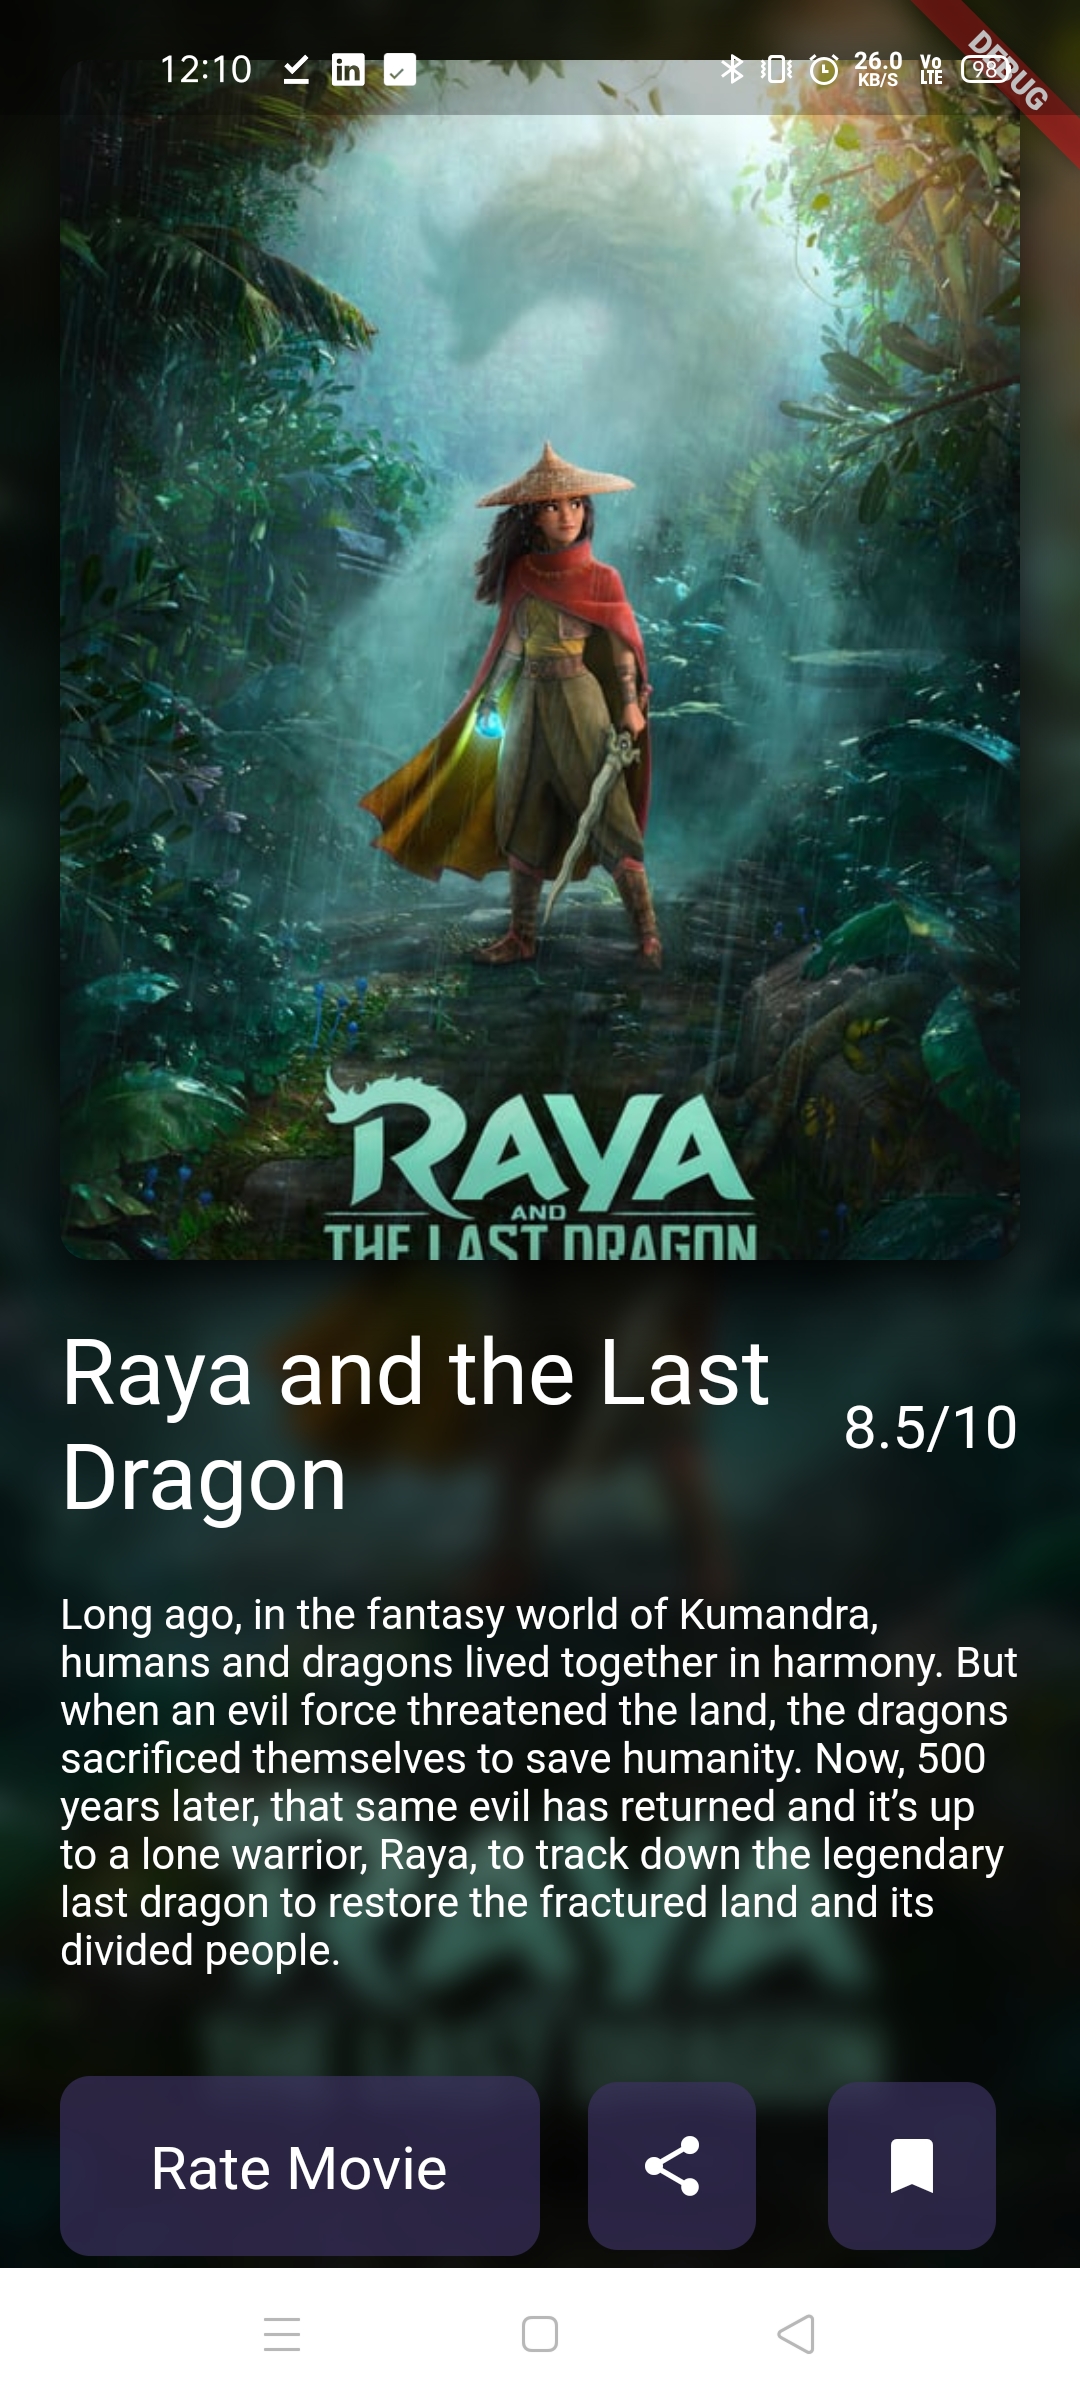 12:10
26.0
KB/S
Vo
LTE
98
DEBUG
RAYA
AND
THE LAST DRAGON
Raya and the Last
Dragon
8.5/10
Long ago, in the fantasy world of Kumandra,
humans and dragons lived together in harmony. But
when an evil force threatened the land, the dragons
sacrificed themselves to save humanity. Now, 500
years later, that same evil has returned and it’s up
to a lone warrior, Raya, to track down the legendary
last dragon to restore the fractured land and its
divided people.
Rate Movie